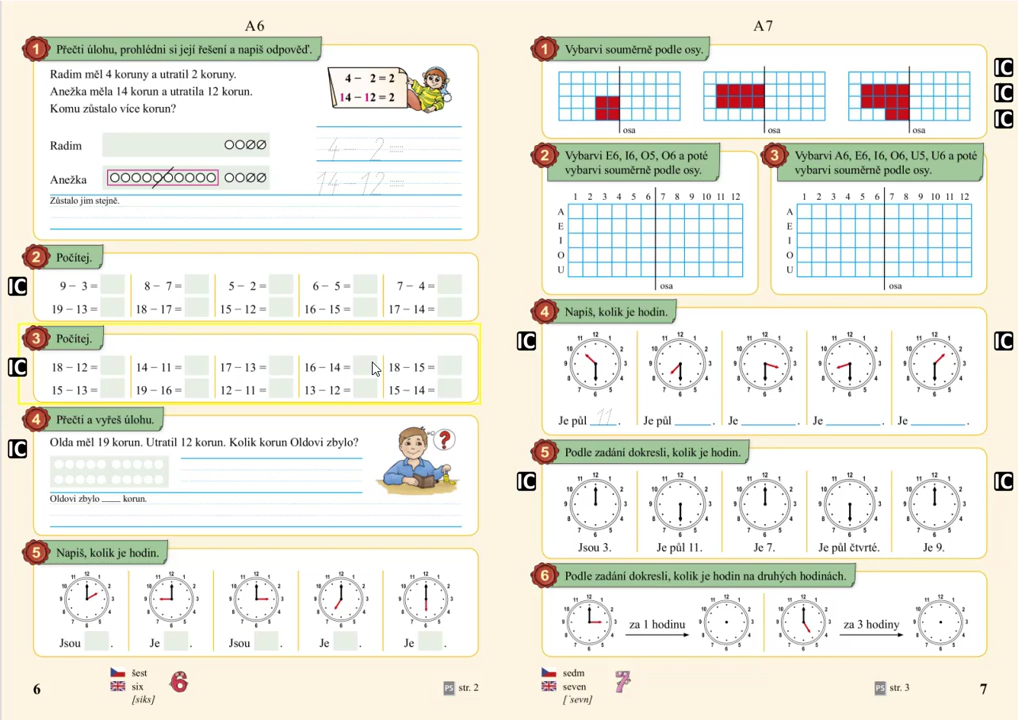 A 6
1 Přečti úlohu, prohlédni si její řešení a napiš odpověď.
Radim měl 4 koruny a utratil 2 koruny.
Anežka měla 14 korun a utratila 12 korun.
Komu zůstalo více korun?
4 − 2 = 2
14 − 12 = 2
Radim
4 − 2
Anežka
14 − 12
Zůstalo jim stejně.
2 Počítej.
9 − 3 = 8 − 7 = 5 − 2 = 6 − 5 = 7 − 4 =
19 − 13 = 18 − 17 = 15 − 12 = 16 − 15 = 17 − 14 =
3 Počítej.
18 − 12 = 14 − 11 = 17 − 13 = 16 − 14 = 18 − 15 =
15 − 13 = 19 − 16 = 12 − 11 = 13 − 12 = 15 − 14 =
4 Přečti a vyřeš úlohu.
Olda měl 19 korun. Utratil 12 korun. Kolik korun Oldovi zbylo?
?
Oldovi zbylo ____ korun.
5 Napiš, kolik je hodin.
Jsou . Je . Jsou . Je . Je .
6
šest
six
[siks]
6
PS str. 2
A 7
1 Vybarvi souměrně podle osy.
osa osa osa
2 Vybarvi E6, I6, O5, O6 a poté
vybarvi souměrně podle osy.
1 2 3 4 5 6 7 8 9 10 11 12
A
E
I
O
U
osa
3 Vybarvi A6, E6, I6, O6, U5, U6 a poté
vybarvi souměrně podle osy.
1 2 3 4 5 6 7 8 9 10 11 12
A
E
I
O
U
osa
4 Napiš, kolik je hodin.
Je půl 11 . Je půl ____ . Je ____ . Je ____ . Je ____ .
5 Podle zadání dokresli, kolik je hodin.
Jsou 3. Je půl 11. Je 7. Je půl čtvrté. Je 9.
6 Podle zadání dokresli, kolik je hodin na druhých hodinách.
za 1 hodinu za 3 hodiny
sedm
seven
[ˈsevn]
7
PS str. 3
7
IC
IC
IC
IC
IC
IC
IC
IC
IC
IC